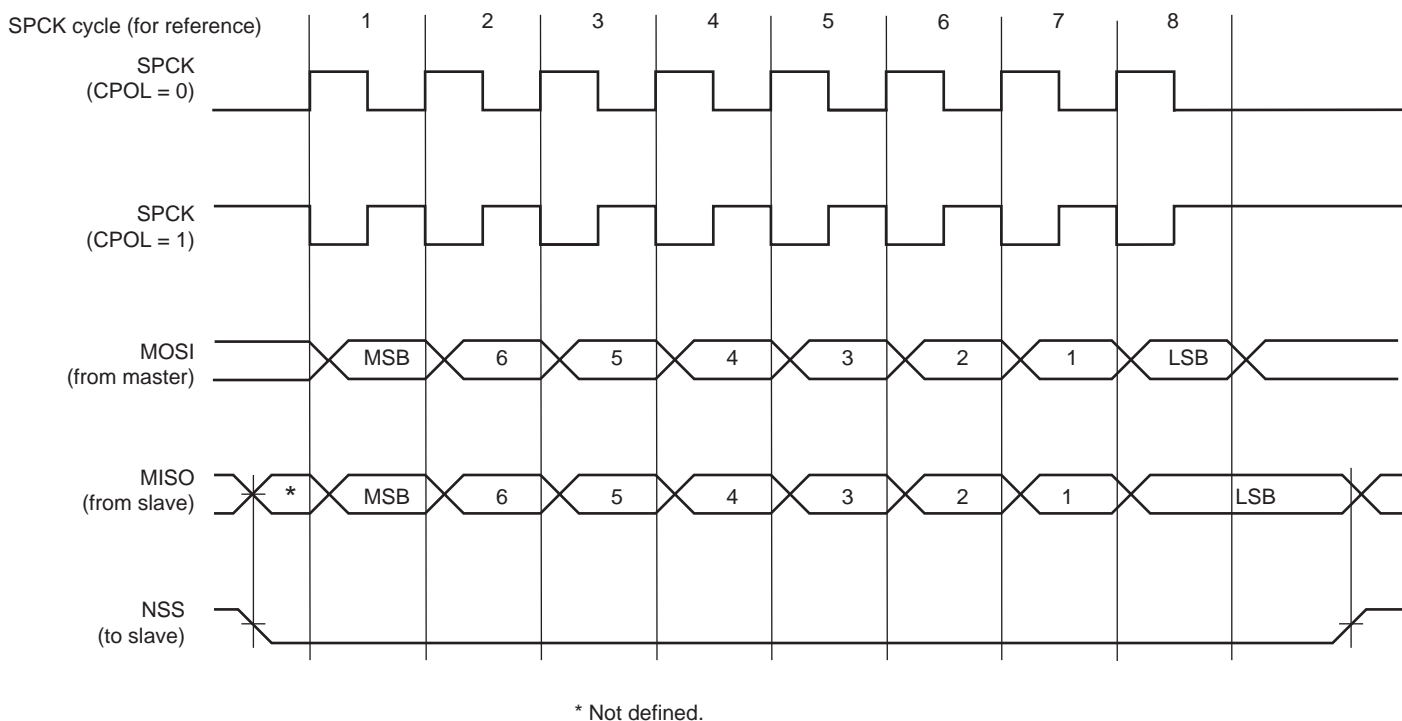 SPCK cycle (for reference) 1 2 3 4 5 6 7 8
SPCK
(CPOL = 0)
SPCK
(CPOL = 1)
MOSI
(from master)
MSB 6 5 4 3 2 1 LSB
MISO
(from slave)
* MSB 6 5 4 3 2 1 LSB
NSS
(to slave)
* Not defined.